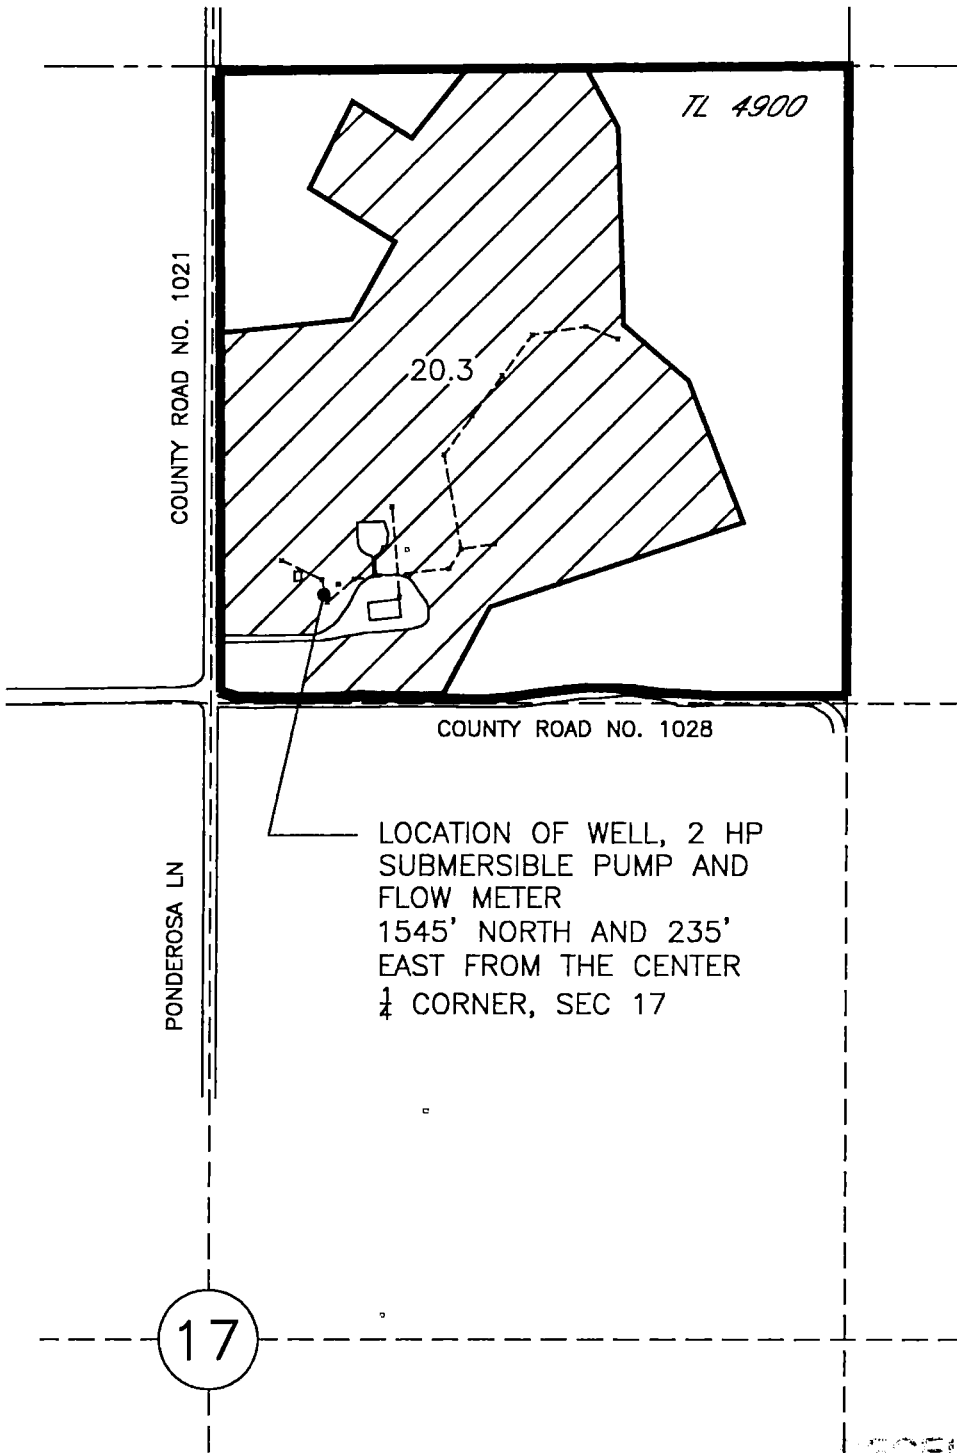 TL 4900
COUNTY ROAD NO. 1021
20.3
COUNTY ROAD NO. 1028
LOCATION OF WELL, 2 HP
SUBMERSIBLE PUMP AND
FLOW METER
1545' NORTH AND 235'
EAST FROM THE CENTER
¼ CORNER, SEC 17
PONDEROSA LN
17